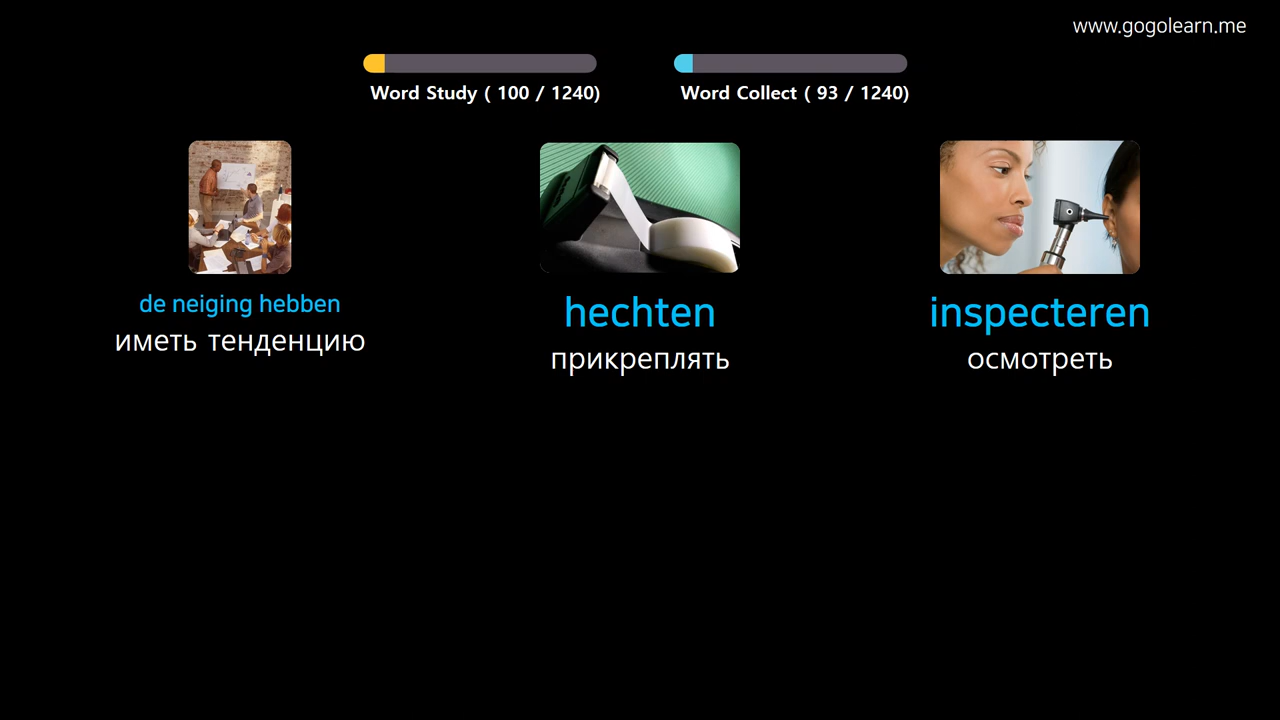 www.gogolearn.me
Word Study ( 100 / 1240)
Word Collect ( 93 / 1240)
de neiging hebben
иметь тенденцию
hechten
прикреплять
inspecteren
осмотреть